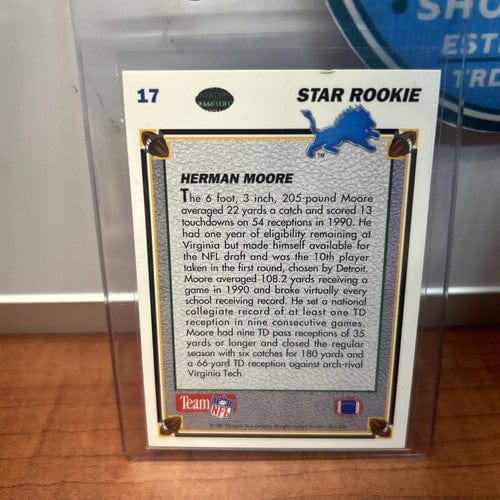 SHO
EST
TRE
17
STAR ROOKIE
TM
HERMAN MOORE
The 6 foot, 3 inch, 205-pound Moore
averaged 22 yards a catch and scored 13
touchdowns on 54 receptions in 1990. He
had one year of eligibility remaining at
Virginia but made himself available for
the NFL draft and was the 10th player
taken in the first round, chosen by Detroit.
Moore averaged 108.2 yards receiving a
game in 1990 and broke virtually every
school receiving record. He set a national
collegiate record of at least one TD
reception in nine consecutive games.
Moore had nine TD pass receptions of 35
yards or longer and closed the regular
season with six catches for 180 yards and
a 66 yard TD reception against arch-rival
Virginia Tech.
Team NFL